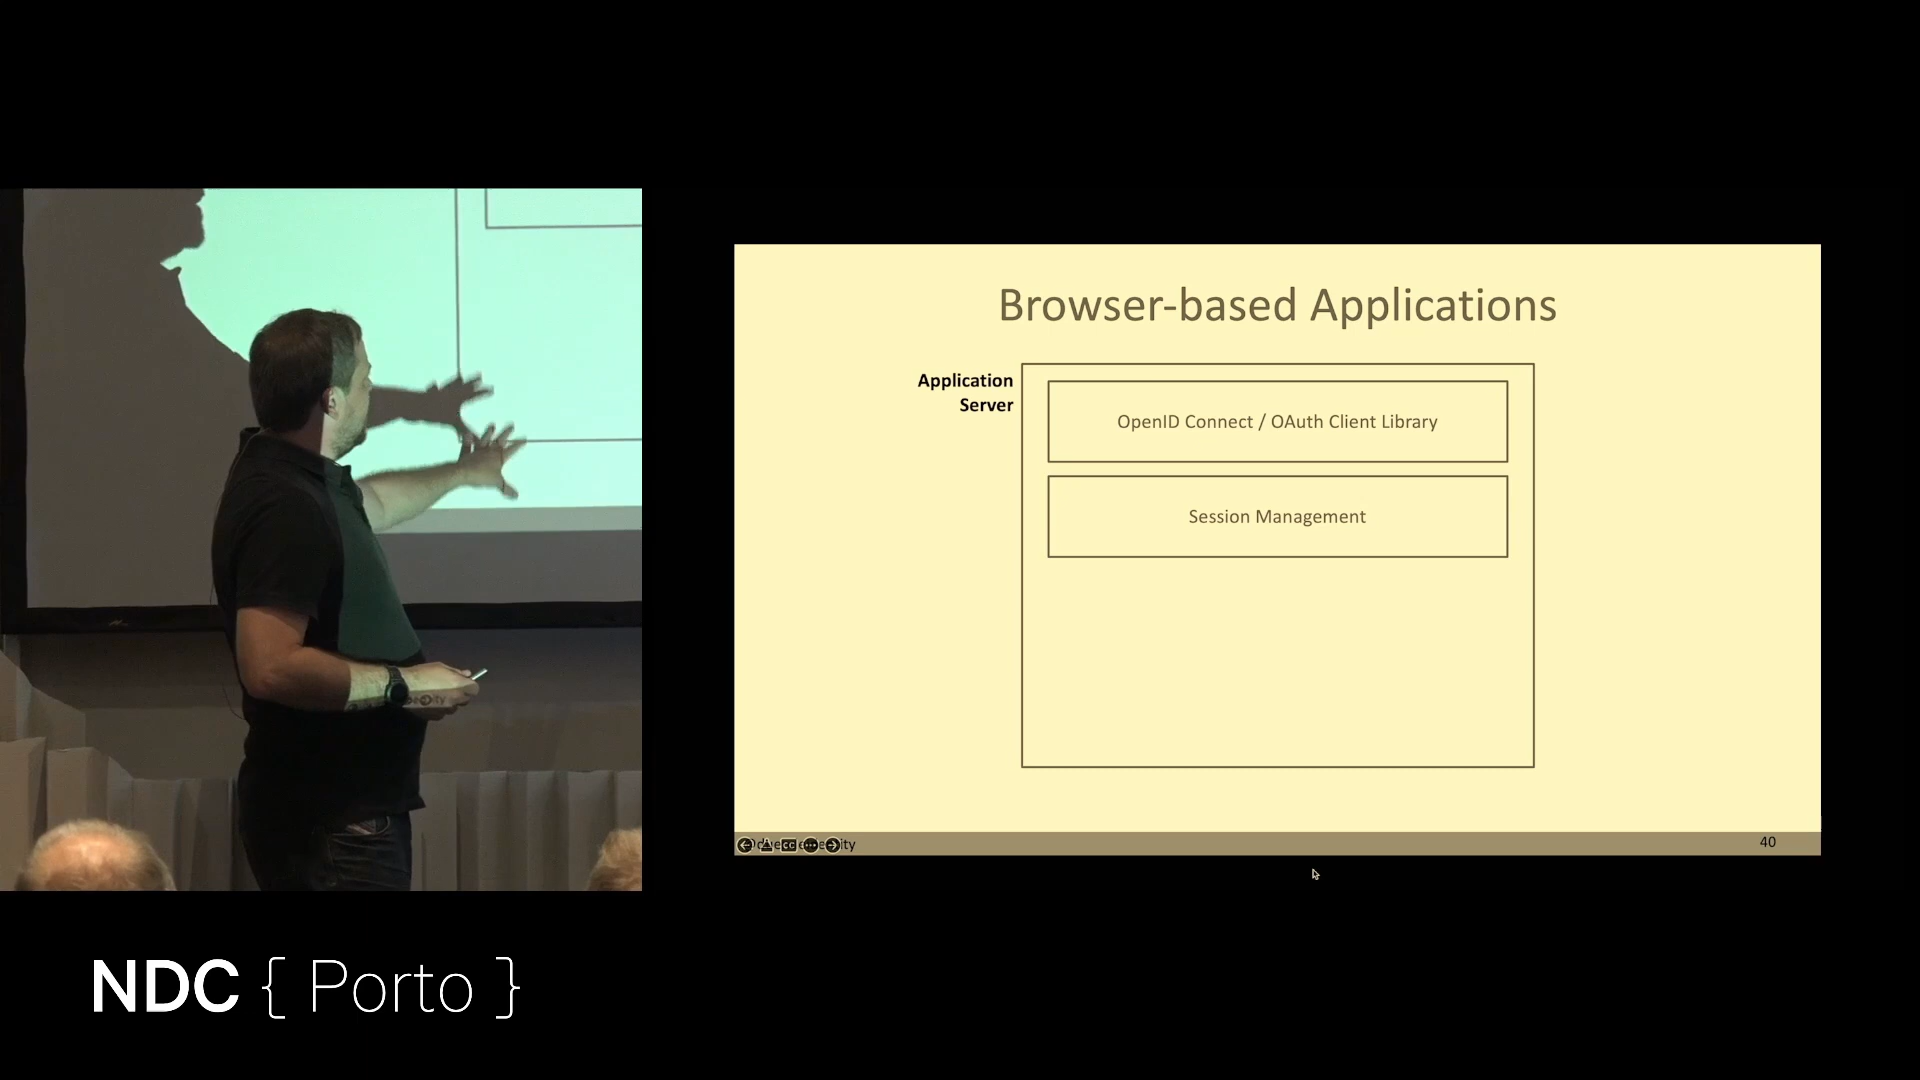 Browser-based Applications
Application
Server
OpenID Connect / OAuth Client Library
Session Management
40
NDC { Porto }